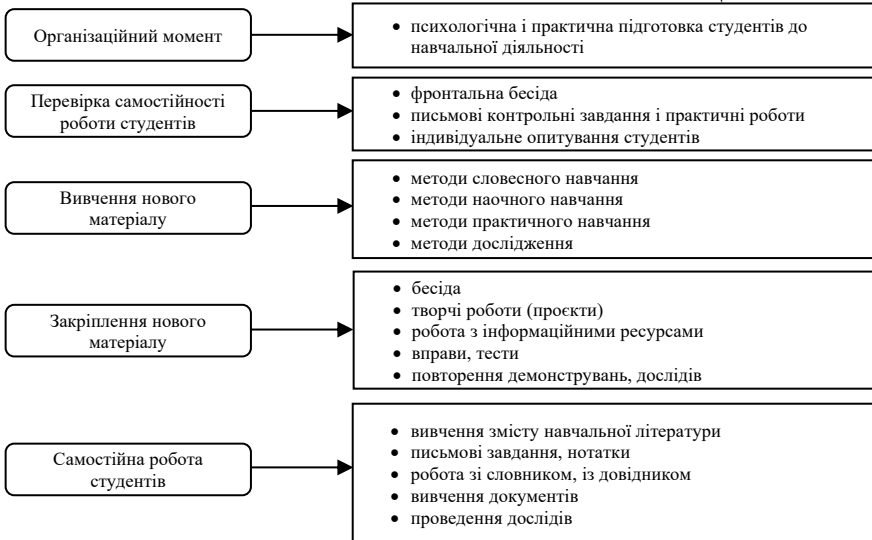 Організаційний момент
• психологічна і практична підготовка студентів до
навчальної діяльності
Перевірка самостійності
роботи студентів
• фронтальна бесіда
• письмові контрольні завдання і практичні роботи
• індивідуальне опитування студентів
Вивчення нового
матеріалу
• методи словесного навчання
• методи наочного навчання
• методи практичного навчання
• методи дослідження
Закріплення нового
матеріалу
• бесіда
• творчі роботи (проєкти)
• робота з інформаційними ресурсами
• вправи, тести
• повторення демонструвань, дослідів
Самостійна робота
студентів
• вивчення змісту навчальної літератури
• письмові завдання, нотатки
• робота зі словником, із довідником
• вивчення документів
• проведення дослідів